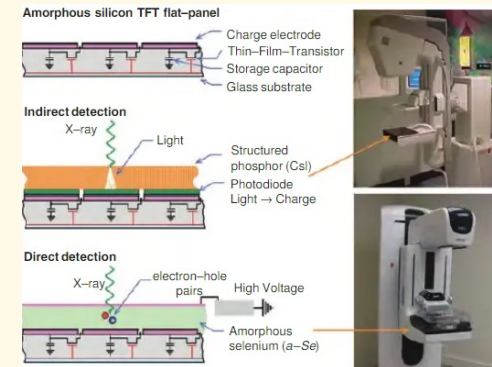 Amorphous silicon TFT flat–panel
Charge electrode
Thin–Film–Transistor
Storage capacitor
Glass substrate
Indirect detection
X–ray
Light
Structured
phosphor (CsI)
Photodiode
Light → Charge
Direct detection
X–ray
electron–hole
pairs
High Voltage
Amorphous
selenium (a–Se)